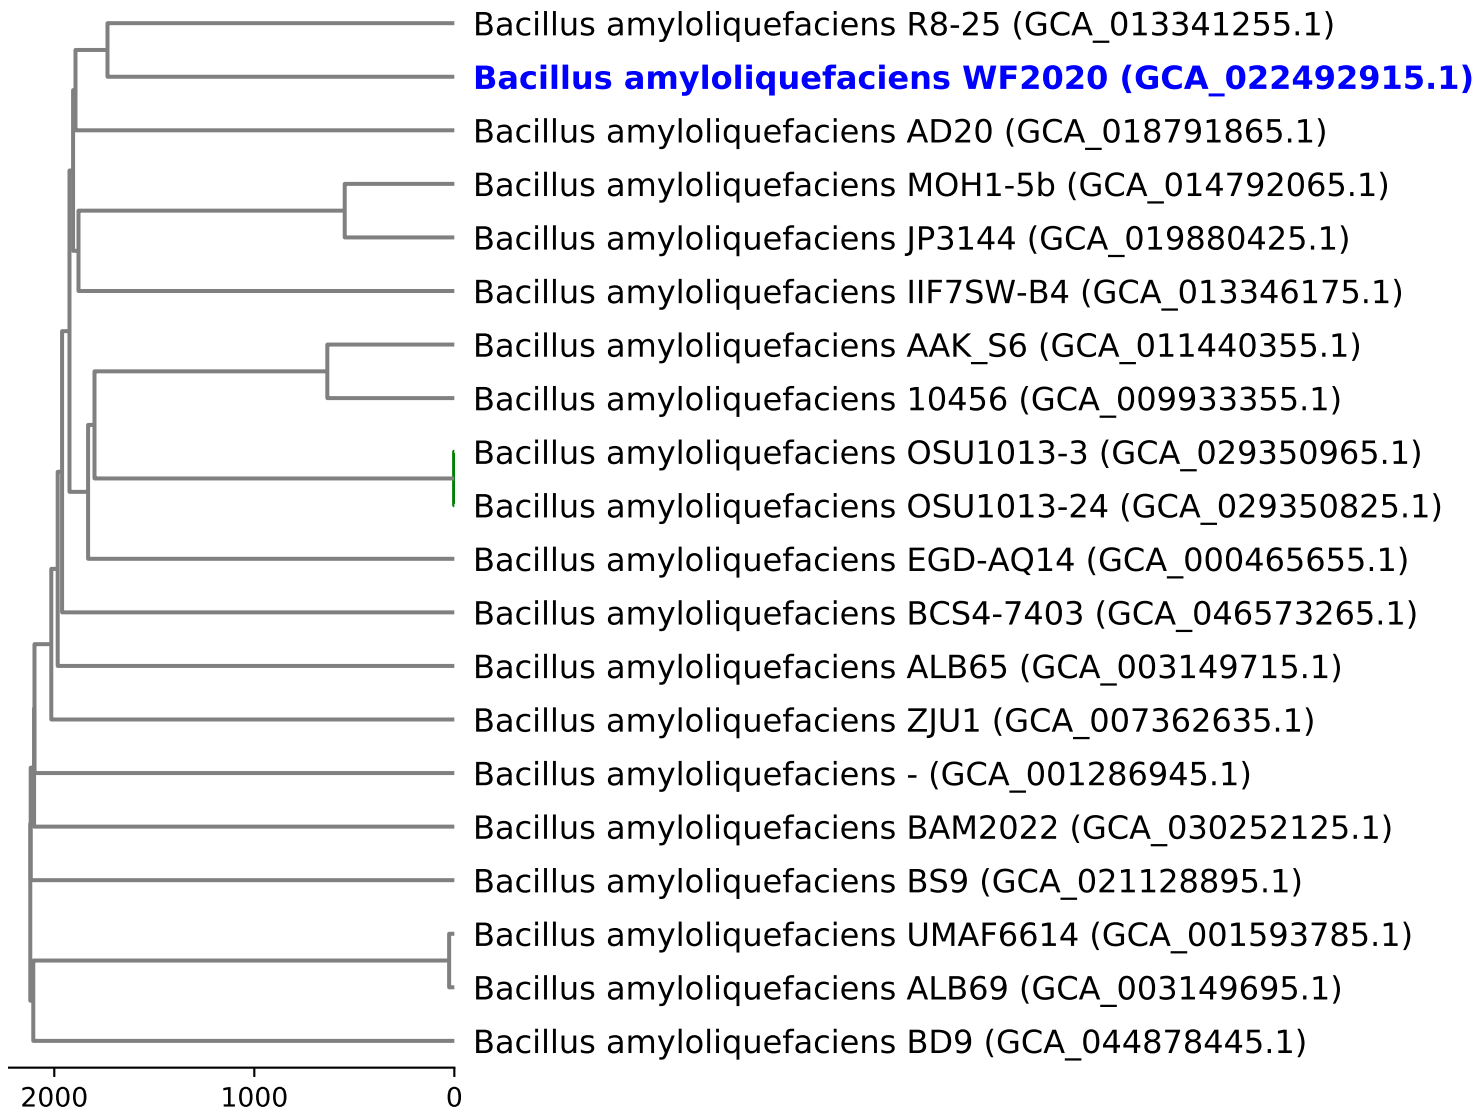 Bacillus amyloliquefaciens R8-25 (GCA_013341255.1)
Bacillus amyloliquefaciens WF2020 (GCA_022492915.1)
Bacillus amyloliquefaciens AD20 (GCA_018791865.1)
Bacillus amyloliquefaciens MOH1-5b (GCA_014792065.1)
Bacillus amyloliquefaciens JP3144 (GCA_019880425.1)
Bacillus amyloliquefaciens IIF7SW-B4 (GCA_013346175.1)
Bacillus amyloliquefaciens AAK_S6 (GCA_011440355.1)
Bacillus amyloliquefaciens 10456 (GCA_009933355.1)
Bacillus amyloliquefaciens OSU1013-3 (GCA_029350965.1)
Bacillus amyloliquefaciens OSU1013-24 (GCA_029350825.1)
Bacillus amyloliquefaciens EGD-AQ14 (GCA_000465655.1)
Bacillus amyloliquefaciens BCS4-7403 (GCA_046573265.1)
Bacillus amyloliquefaciens ALB65 (GCA_003149715.1)
Bacillus amyloliquefaciens ZJU1 (GCA_007362635.1)
Bacillus amyloliquefaciens - (GCA_001286945.1)
Bacillus amyloliquefaciens BAM2022 (GCA_030252125.1)
Bacillus amyloliquefaciens BS9 (GCA_021128895.1)
Bacillus amyloliquefaciens UMAF6614 (GCA_001593785.1)
Bacillus amyloliquefaciens ALB69 (GCA_003149695.1)
Bacillus amyloliquefaciens BD9 (GCA_044878445.1)
2000 1000 0